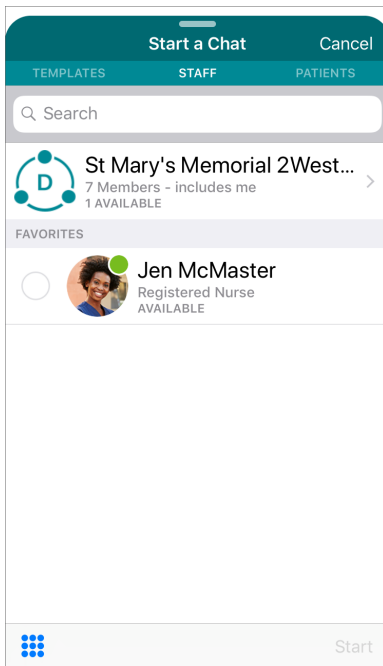 Start a Chat Cancel
TEMPLATES STAFF PATIENTS
Search
D
St Mary's Memorial 2West...
7 Members - includes me
1 AVAILABLE
FAVORITES
Jen McMaster
Registered Nurse
AVAILABLE
Start